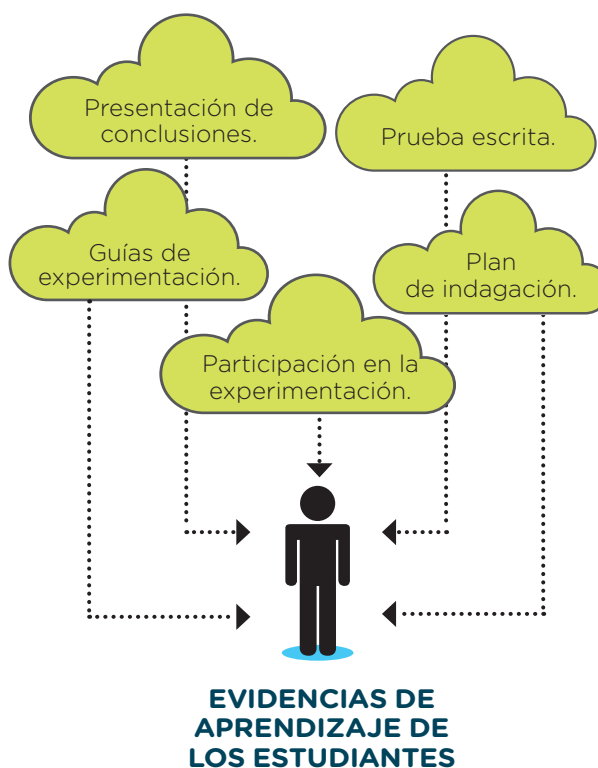 Presentación de
conclusiones.
Prueba escrita.
Guías de
experimentación.
Plan
de indagación.
Participación en la
experimentación.
EVIDENCIAS DE
APRENDIZAJE DE
LOS ESTUDIANTES